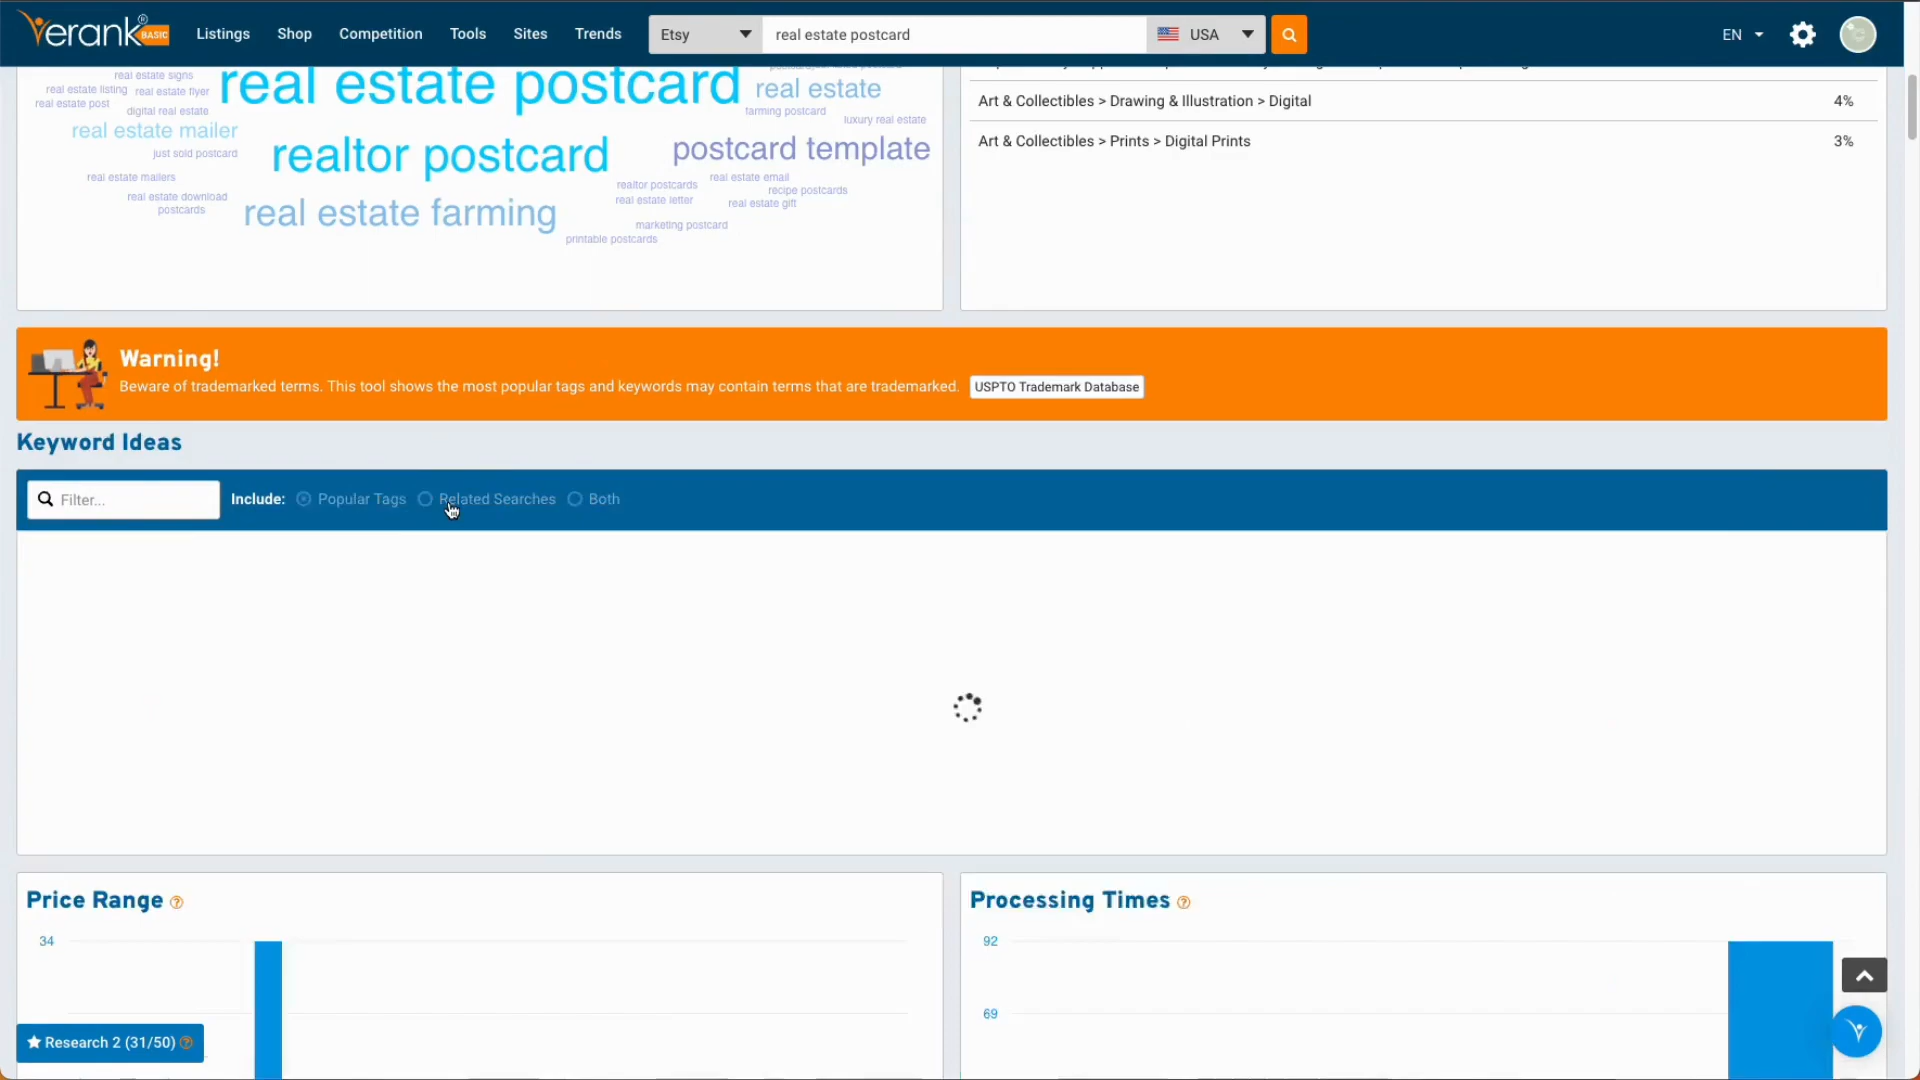 erank BASIC
Listings
Shop
Competition
Tools
Sites
Trends
Etsy
real estate postcard
USA
EN
real estate signs
real estate listing
real estate flyer
real estate post
digital real estate
real estate mailer
just sold postcard
real estate mailers
real estate download
postcards
real estate postcard
realtor postcard
real estate farming
real estate
farming postcard
luxury real estate
postcard template
realtor postcards
real estate email
recipe postcards
real estate letter
real estate gift
marketing postcard
printable postcards
Art & Collectibles > Drawing & Illustration > Digital 4%
Art & Collectibles > Prints > Digital Prints 3%
Warning!
Beware of trademarked terms. This tool shows the most popular tags and keywords may contain terms that are trademarked. USPTO Trademark Database
Keyword Ideas
Filter... Include: Popular Tags Related Searches Both
Price Range ?
34
Processing Times ?
92
69
Research 2 (31/50) ?